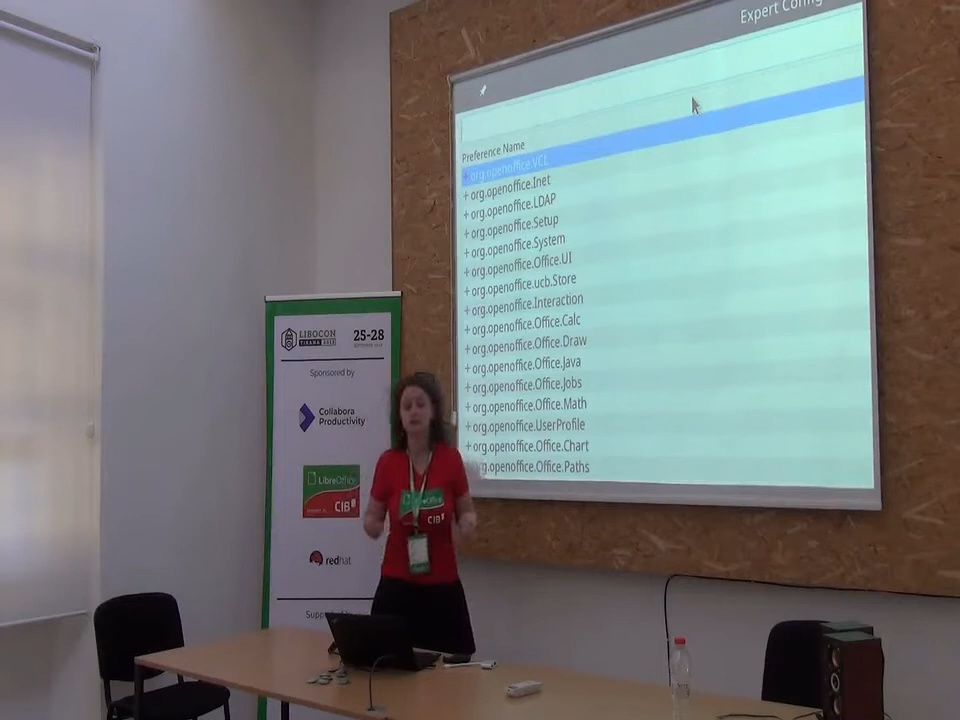 Expert Config
Preference Name
+ org.openoffice.VCL
+ org.openoffice.Inet
+ org.openoffice.LDAP
+ org.openoffice.Setup
+ org.openoffice.System
+ org.openoffice.Office.UI
+ org.openoffice.ucb.Store
+ org.openoffice.Interaction
+ org.openoffice.Office.Calc
+ org.openoffice.Office.Draw
+ org.openoffice.Office.Java
+ org.openoffice.Office.Jobs
+ org.openoffice.Office.Math
+ org.openoffice.UserProfile
+ org.openoffice.Office.Chart
org.openoffice.Office.Paths
LIBOCON
TIRANA 2018
25-28
Sponsored by
Collabora
Productivity
LibreOffice
CIB
redhat
CIB